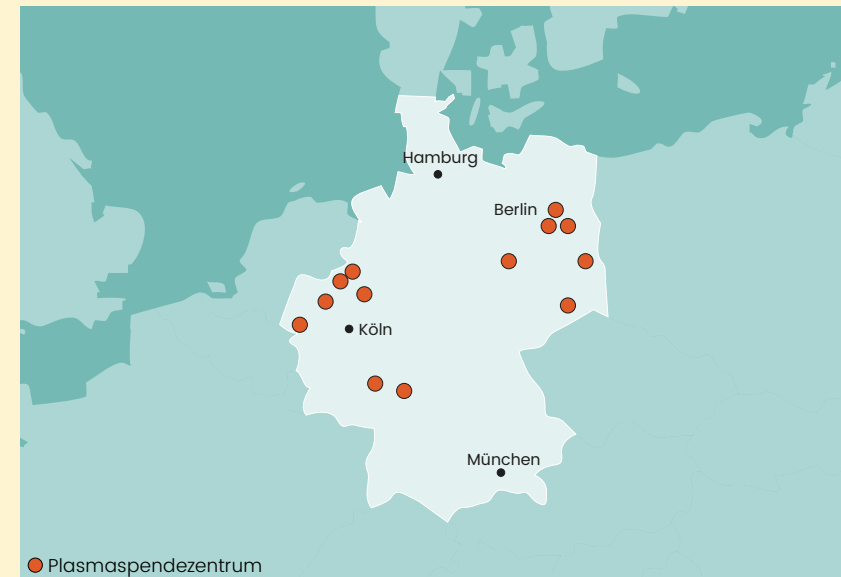 Hamburg
Berlin
Köln
München
Plasmaspendezentrum